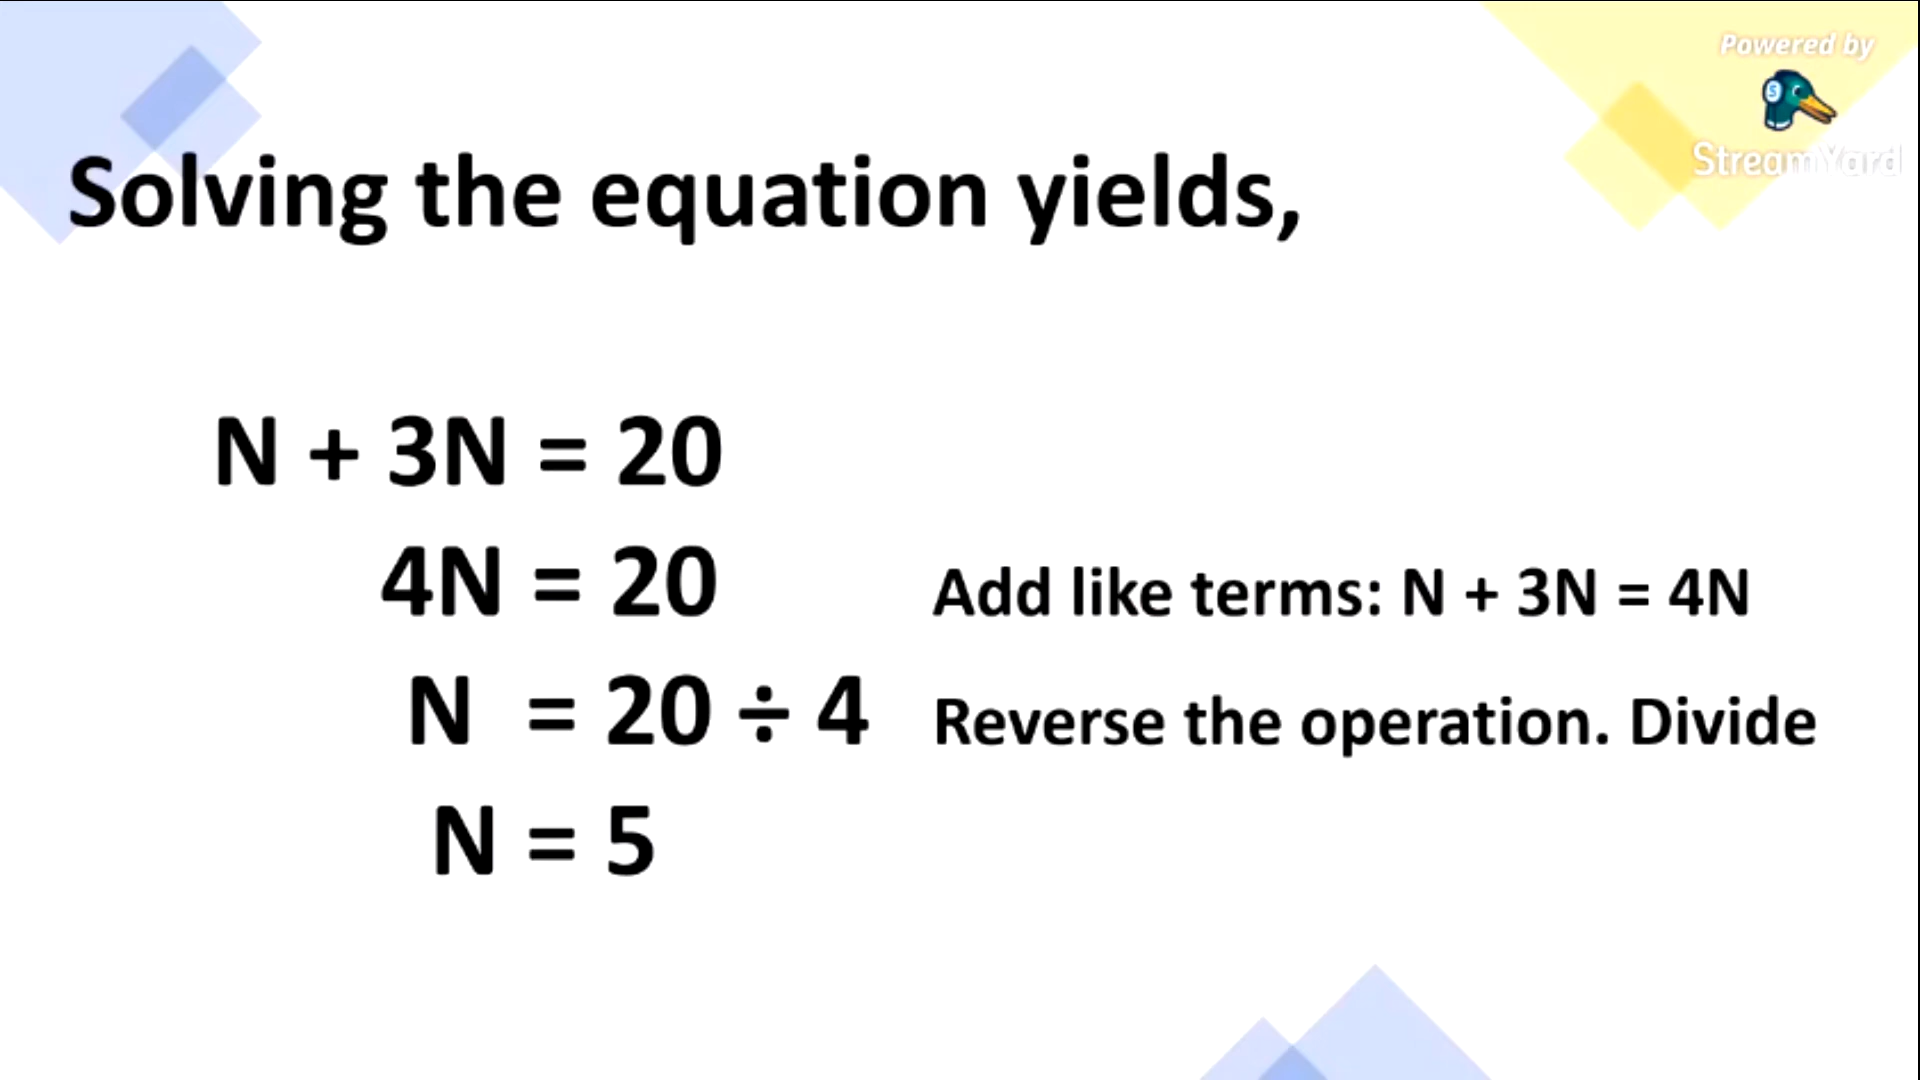 Powered by
StreamYard
Solving the equation yields,
N + 3N = 20
4N = 20 Add like terms: N + 3N = 4N
N = 20 ÷ 4 Reverse the operation. Divide
N = 5